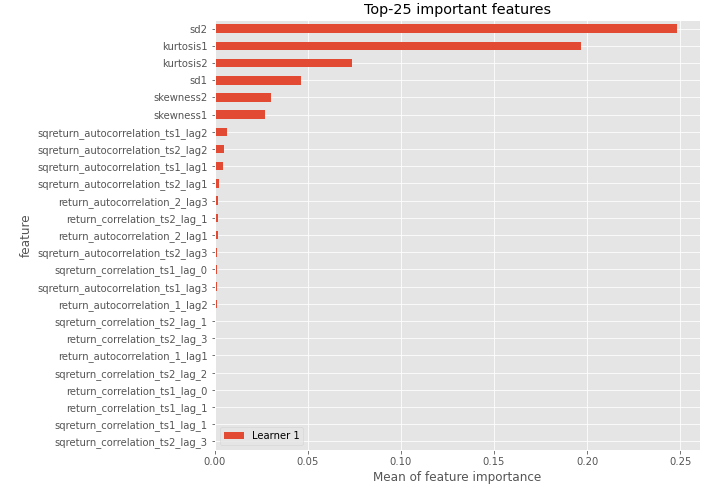 Top-25 important features
sd2
kurtosis1
kurtosis2
sd1
skewness2
skewness1
sqreturn_autocorrelation_ts1_lag2
sqreturn_autocorrelation_ts2_lag2
sqreturn_autocorrelation_ts1_lag1
sqreturn_autocorrelation_ts2_lag1
return_autocorrelation_2_lag3
return_correlation_ts2_lag_1
return_autocorrelation_2_lag1
sqreturn_autocorrelation_ts2_lag3
sqreturn_correlation_ts1_lag_0
sqreturn_autocorrelation_ts1_lag3
return_autocorrelation_1_lag2
sqreturn_correlation_ts2_lag_1
return_correlation_ts2_lag_3
return_autocorrelation_1_lag1
sqreturn_correlation_ts2_lag_2
return_correlation_ts1_lag_0
return_correlation_ts1_lag_1
sqreturn_correlation_ts1_lag_1
sqreturn_correlation_ts2_lag_3
feature
Learner 1
0.00 0.05 0.10 0.15 0.20 0.25
Mean of feature importance